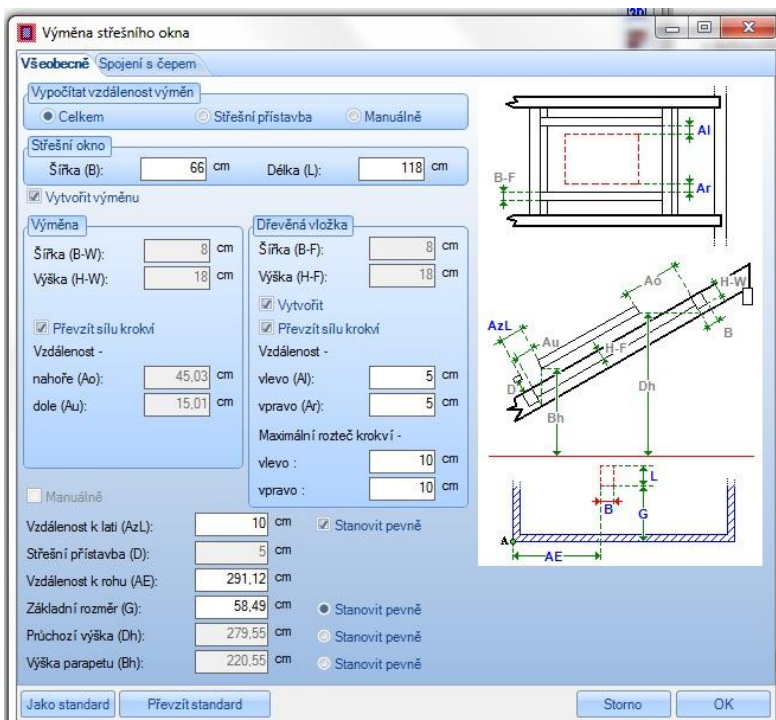 3D
Výměna střešního okna
Všeobecně Spojení s čepem
Vypočítat vzdálenost výměn
Celkem Střešní přístavba Manuálně
Střešní okno
Šířka (B): 66 cm Délka (L): 118 cm
Vytvořit výměnu
Výměna
Šířka (B-W): 8 cm
Výška (H-W): 18 cm
Převzít sílu krokví
Vzdálenost -
nahoře (Ao): 45,03 cm
dole (Au): 15,01 cm
Dřevěná vložka
Šířka (B-F): 8 cm
Výška (H-F): 18 cm
Vytvořit
Převzít sílu krokví
Vzdálenost -
vlevo (Al): 5 cm
vpravo (Ar): 5 cm
Maximální rozteč krokví -
vlevo : 10 cm
vpravo : 10 cm
Manuálně
Vzdálenost k lati (AzL): 10 cm Stanovit pevně
Střešní přístavba (D): 5 cm
Vzdálenost k rohu (AE): 291,12 cm
Základní rozměr (G): 58,49 cm Stanovit pevně
Průchozí výška (Dh): 279,55 cm Stanovit pevně
Výška parapetu (Bh): 220,55 cm Stanovit pevně
Jako standard Převzít standard Storno OK
Al
B-F
Ar
Ao
H-W
AzL
Au
B
H-F
D
Dh
Bh
L
B
G
A
AE